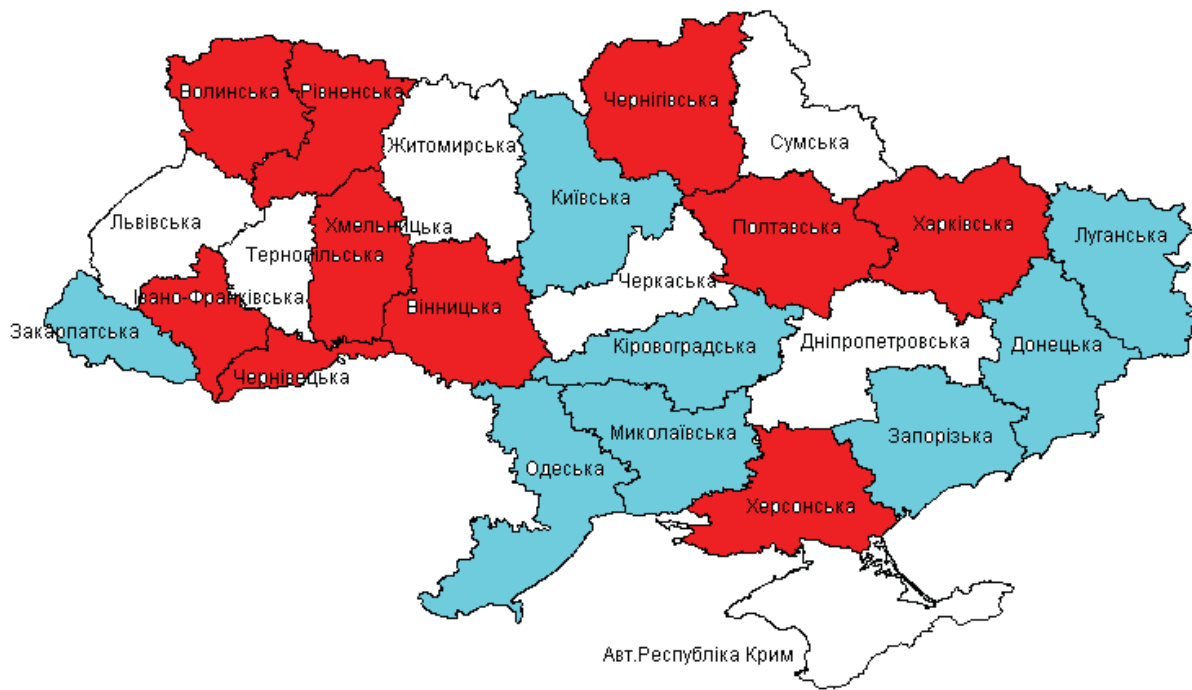 Волинська
Рівненська
Чернігівська
Житомирська
Сумська
Київська
Львівська
Хмельницька
Полтавська
Харківська
Луганська
Тернопільська
Черкаська
Івано-Франківська
Вінницька
Закарпатська
Кіровоградська
Дніпропетровська
Донецька
Чернівецька
Миколаївська
Запорізька
Одеська
Херсонська
Авт.Республіка Крим